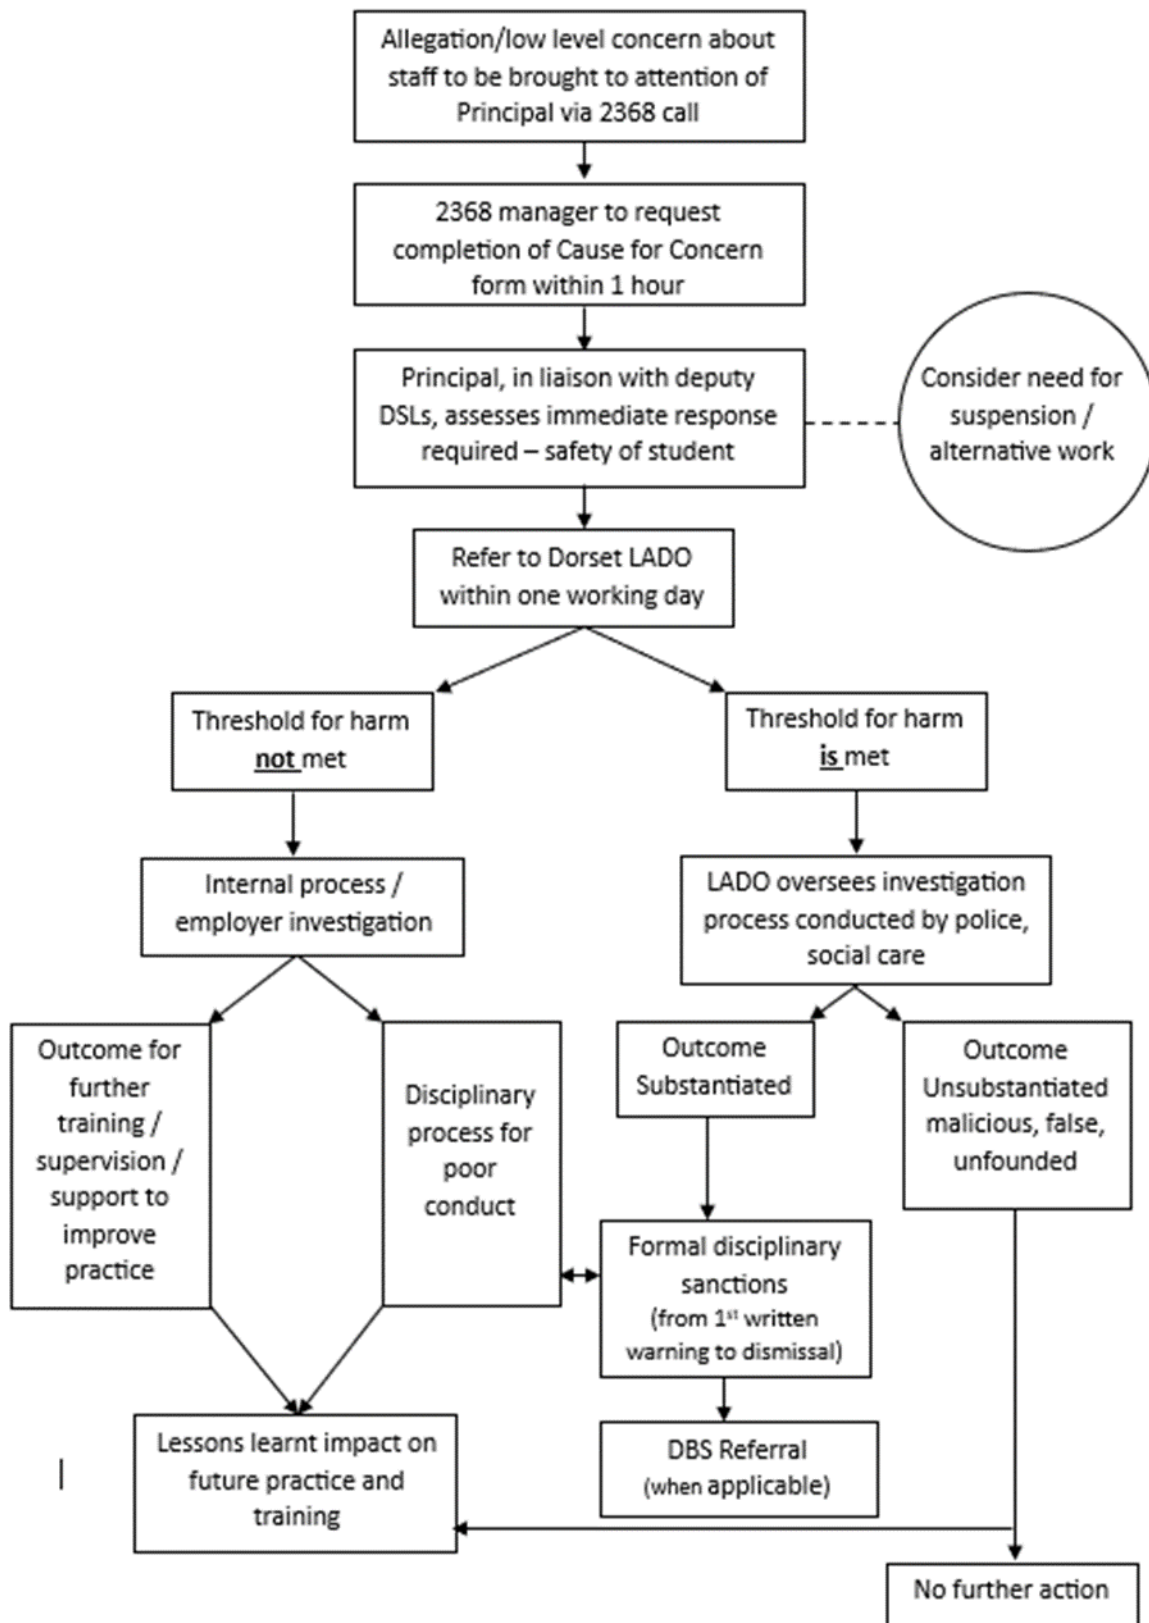 Allegation/low level concern about
staff to be brought to attention of
Principal via 2368 call
2368 manager to request
completion of Cause for Concern
form within 1 hour
Principal, in liaison with deputy
DSLs, assesses immediate response
required – safety of student
Consider need for
suspension /
alternative work
Refer to Dorset LADO
within one working day
Threshold for harm
not met
Threshold for harm
is met
Internal process /
employer investigation
LADO oversees investigation
process conducted by police,
social care
Outcome for
further
training /
supervision /
support to
improve
practice
Disciplinary
process for
poor
conduct
Outcome
Substantiated
Outcome
Unsubstantiated
malicious, false,
unfounded
Formal disciplinary
sanctions
(from 1st written
warning to dismissal)
Lessons learnt impact on
future practice and
training
DBS Referral
(when applicable)
No further action